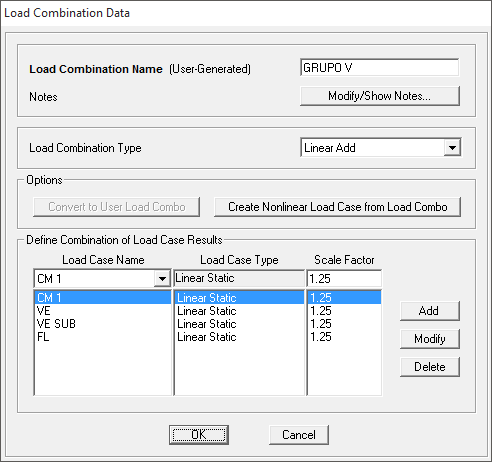 Load Combination Data
Load Combination Name (User-Generated) GRUPO V
Notes Modify/Show Notes...
Load Combination Type Linear Add
Options
Convert to User Load Combo Create Nonlinear Load Case from Load Combo
Define Combination of Load Case Results
Load Case Name Load Case Type Scale Factor
CM 1 Linear Static 1.25
CM 1 Linear Static 1.25
VE Linear Static 1.25
VE SUB Linear Static 1.25
FL Linear Static 1.25
Add
Modify
Delete
OK Cancel